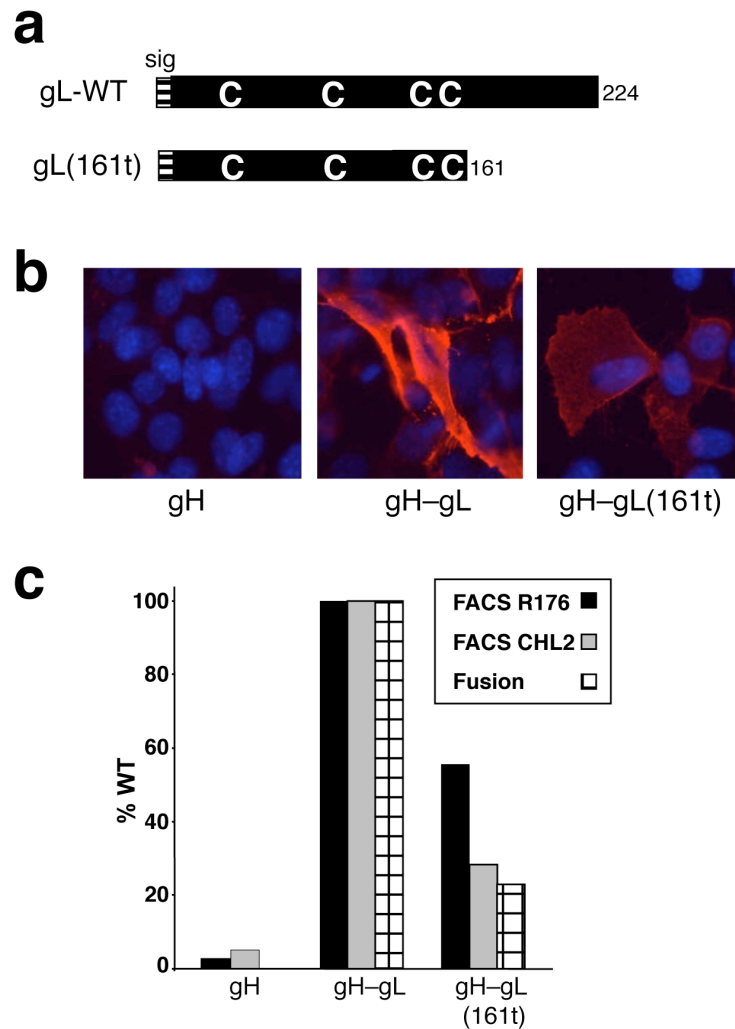 a
sig
gL-WT C C C C 224
gL(161t) C C C C 161
b
gH gH–gL gH–gL(161t)
c
% WT
100
80
60
40
20
0
FACS R176
FACS CHL2
Fusion
gH gH–gL gH–gL
(161t)